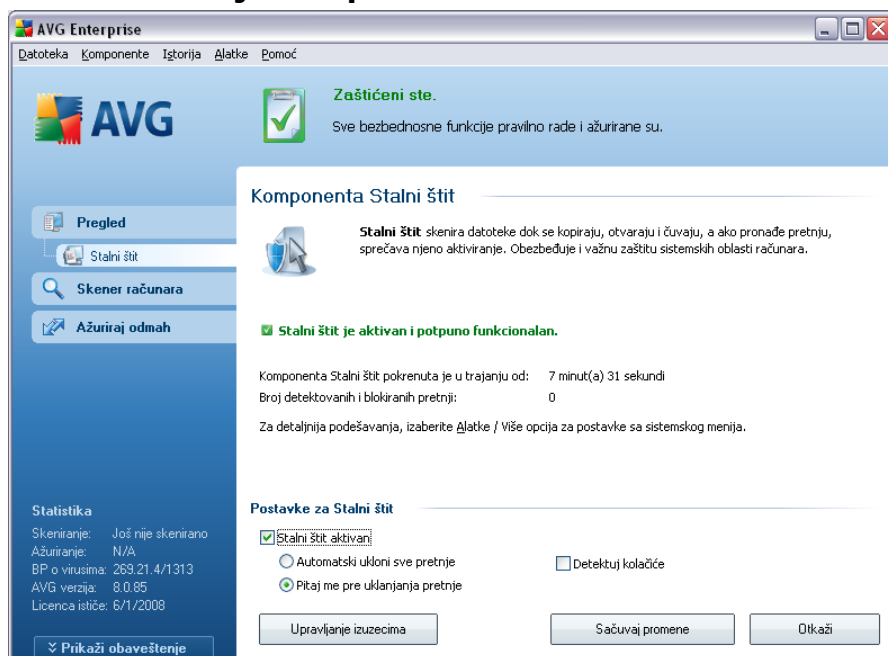 AVG Enterprise
Datoteka Komponente Istorija Alatke Pomoć
AVG
Zaštićeni ste.
Sve bezbednosne funkcije pravilno rade i ažurirane su.
Pregled
Stalni štit
Skener računara
Ažuriraj odmah
Komponenta Stalni štit
Stalni štit skenira datoteke dok se kopiraju, otvaraju i čuvaju, a ako pronađe pretnju,
sprečava njeno aktiviranje. Obezbeđuje i važnu zaštitu sistemskih oblasti računara.
Stalni štit je aktivan i potpuno funkcionalan.
Komponenta Stalni štit pokrenuta je u trajanju od: 7 minut(a) 31 sekundi
Broj detektovanih i blokiranih pretnji: 0
Za detaljnija podešavanja, izaberite Alatke / Više opcija za postavke sa sistemskog menija.
Statistika
Skeniranje: Još nije skenirano
Ažuriranje: N/A
BP o virusima: 269.21.4/1313
AVG verzija: 8.0.85
Licenca ističe: 6/1/2008
Prikaži obaveštenje
Postavke za Stalni štit
Stalni štit aktivan
Automatski ukloni sve pretnje
Detektuj kolačiće
Pitaj me pre uklanjanja pretnje
Upravljanje izuzecima
Sačuvaj promene
Otkaži